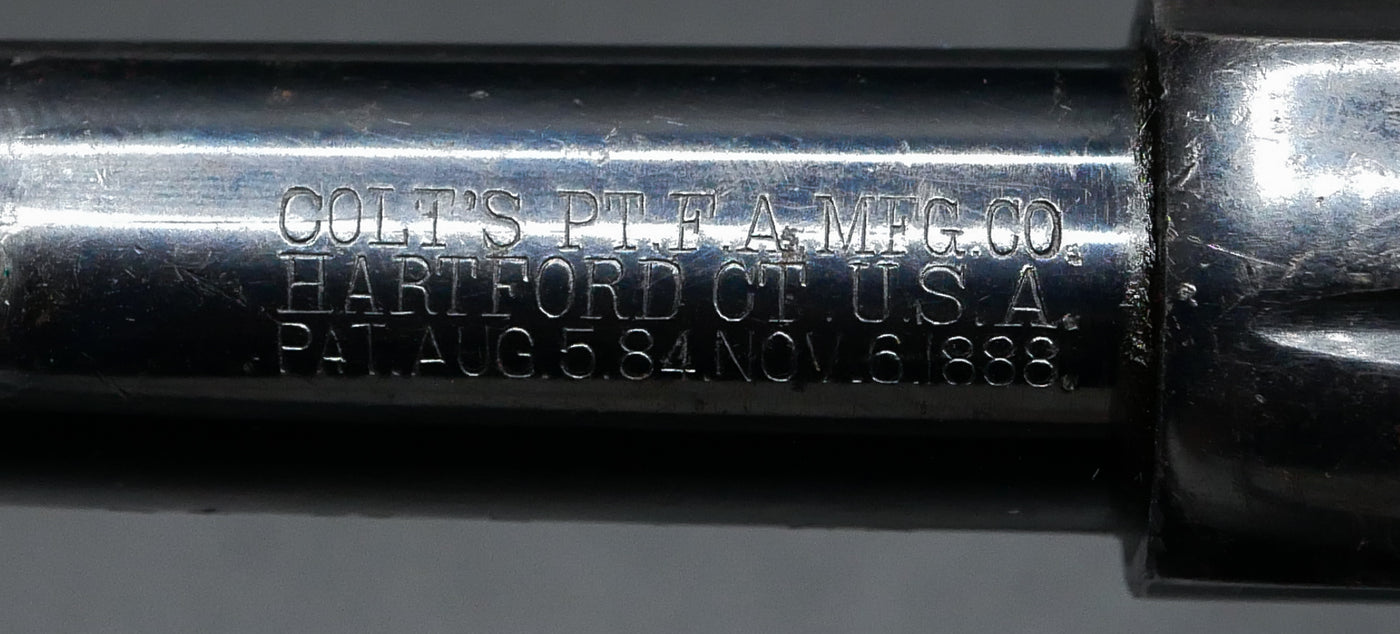 COLT'S PT.F.A. MFG.CO.
HARTFORD CT. U.S.A.
PAT.AUG.5.84.NOV.6.1888.